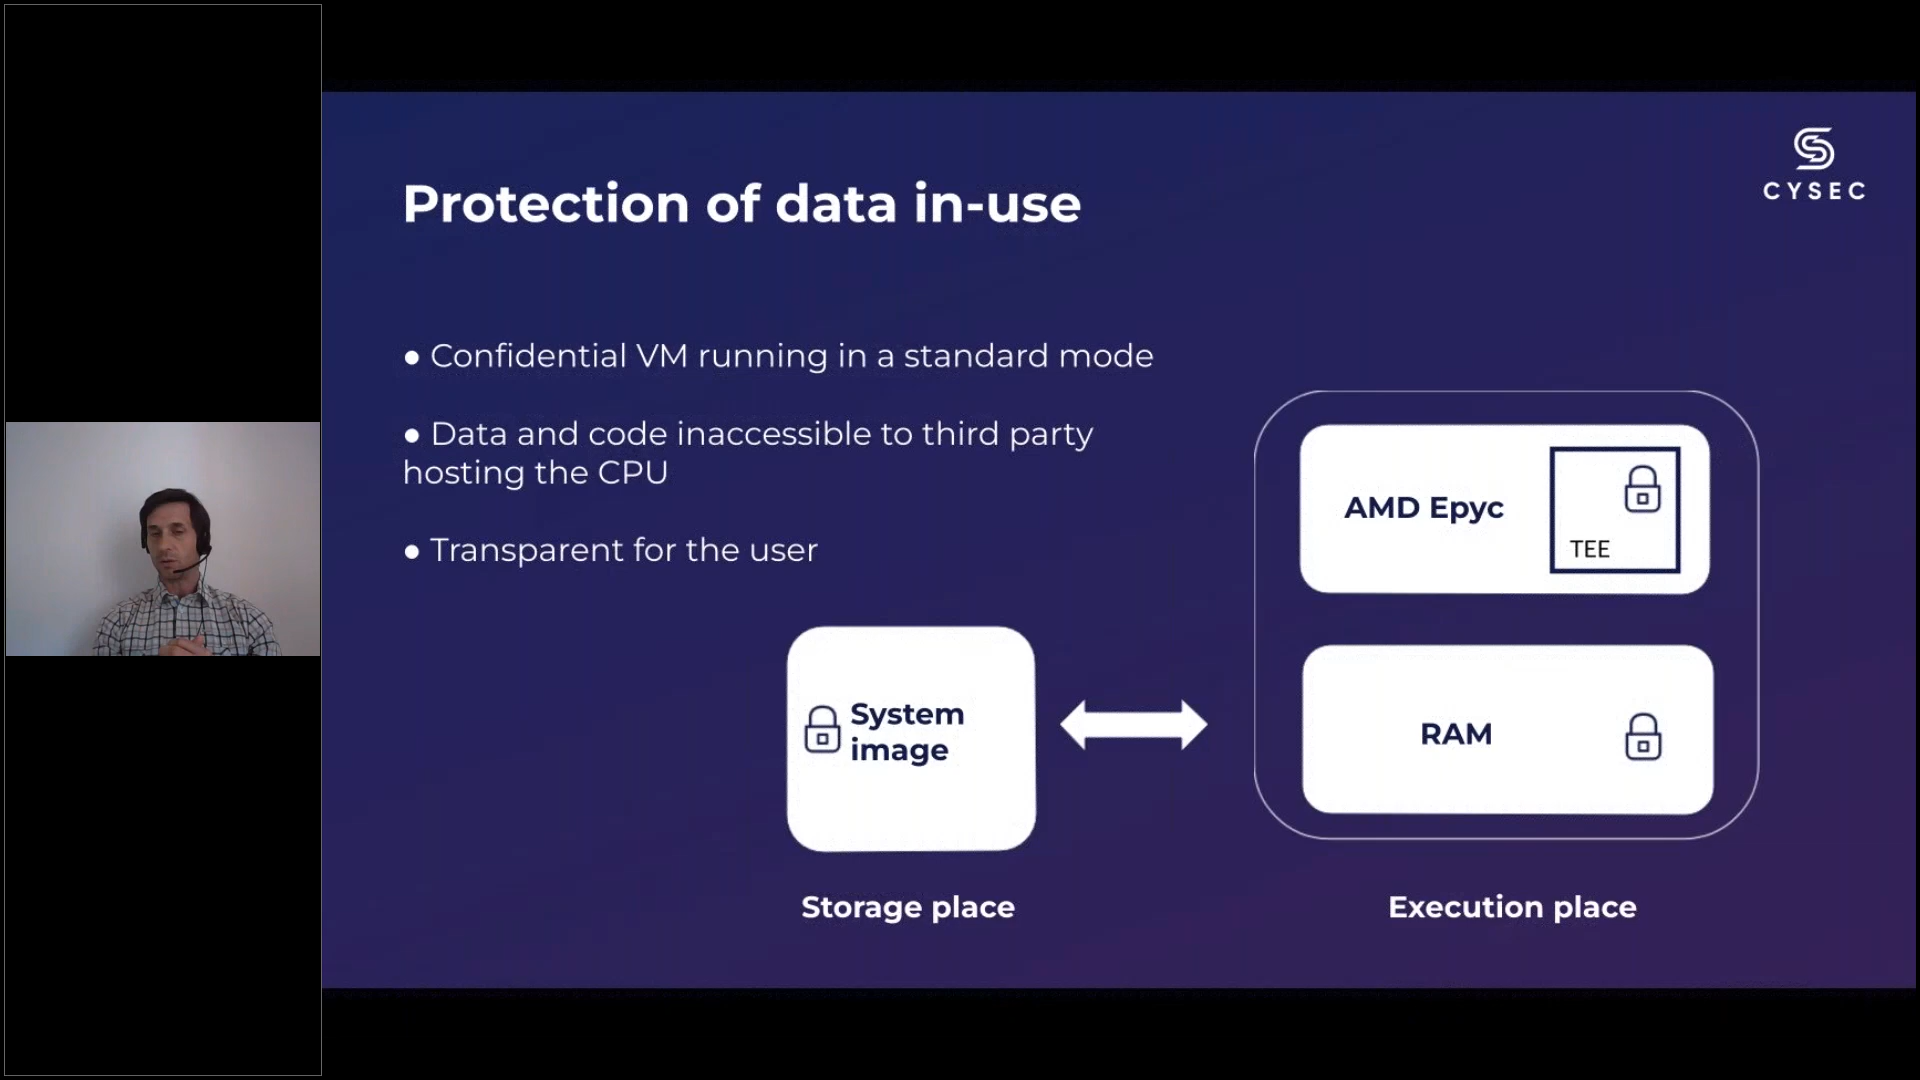 CYSEC
Protection of data in-use
● Confidential VM running in a standard mode
● Data and code inaccessible to third party
hosting the CPU
● Transparent for the user
AMD Epyc
TEE
System
image
RAM
Storage place
Execution place